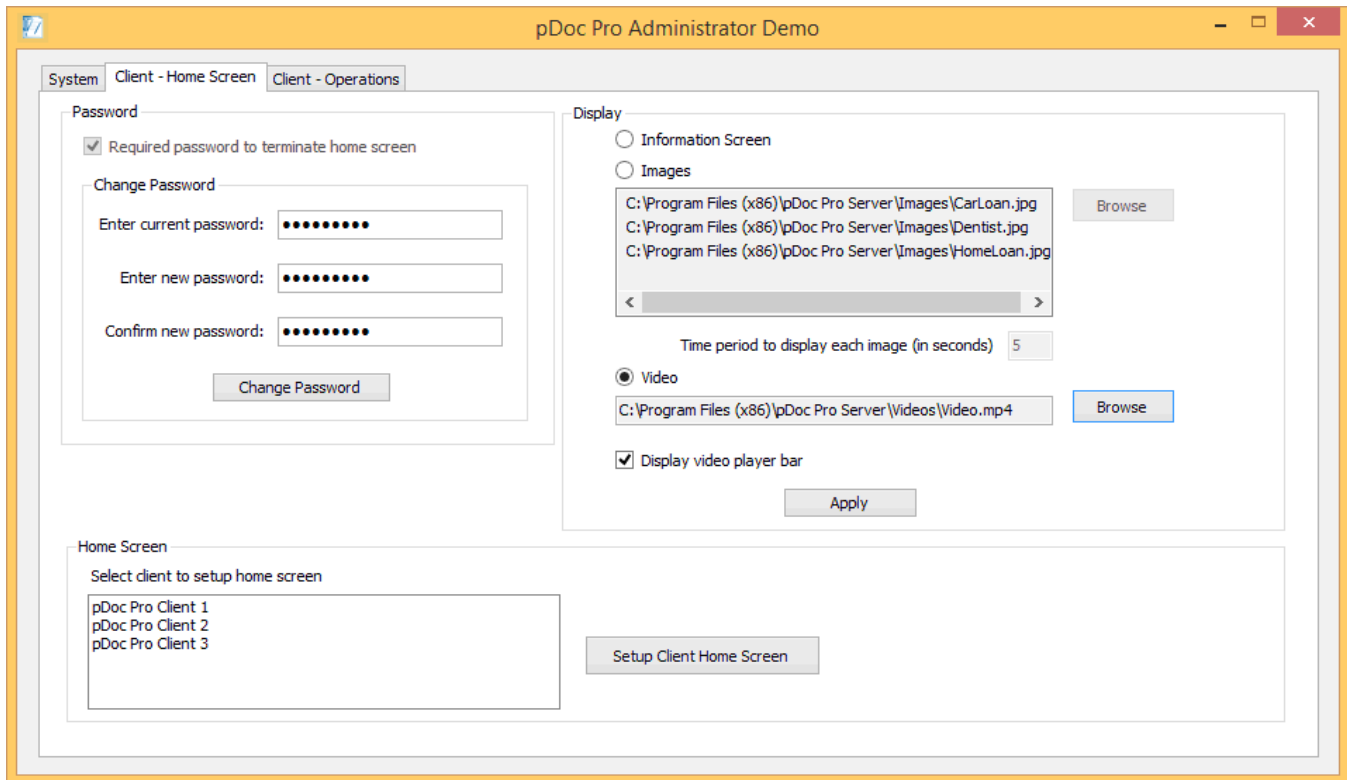 pDoc Pro Administrator Demo
System
Client - Home Screen
Client - Operations
Password
Required password to terminate home screen
Change Password
Enter current password:
Enter new password:
Confirm new password:
Change Password
Display
Information Screen
Images
C:\Program Files (x86)\pDoc Pro Server\Images\CarLoan.jpg
C:\Program Files (x86)\pDoc Pro Server\Images\Dentist.jpg
C:\Program Files (x86)\pDoc Pro Server\Images\HomeLoan.jpg
Browse
Time period to display each image (in seconds) 5
Video
C:\Program Files (x86)\pDoc Pro Server\Videos\Video.mp4
Browse
Display video player bar
Apply
Home Screen
Select client to setup home screen
pDoc Pro Client 1
pDoc Pro Client 2
pDoc Pro Client 3
Setup Client Home Screen